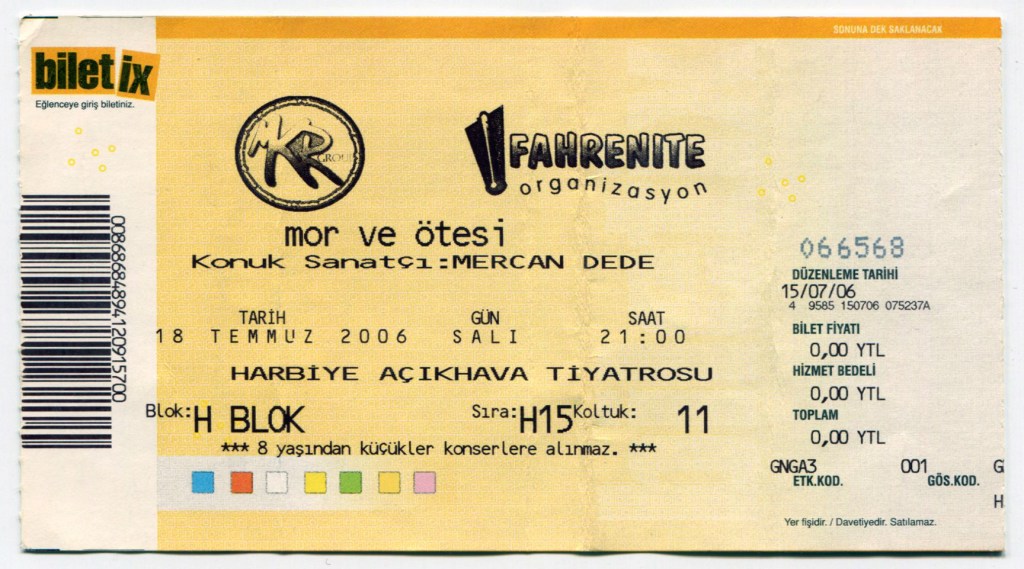 SONUNA DEK SAKLANACAK
biletix
Eğlenceye giriş biletiniz.
MKR GROUP
FAHRENITE
organizasyon
mor ve ötesi
Konuk Sanatçı:MERCAN DEDE
TARİH GÜN SAAT
18 TEMMUZ 2006 SALI 21:00
HARBİYE AÇIKHAVA TİYATROSU
Blok:H BLOK Sıra:H15 Koltuk: 11
*** 8 yaşından küçükler konserlere alınmaz. ***
066568
DÜZENLEME TARİHİ
15/07/06
4 9585 150706 075237A
BİLET FİYATI
0,00 YTL
HİZMET BEDELİ
0,00 YTL
TOPLAM
0,00 YTL
GNGA3 001 G
ETK.KOD. GÖS.KOD.
H
Yer fişidir. / Davetiyedir. Satılamaz.
00868684894120915700